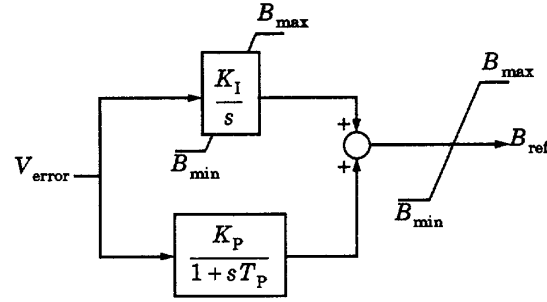 B_max
K_I
s
B_max
+
B_min
V_error
B_ref
+
B_min
K_P
1 + sT_P